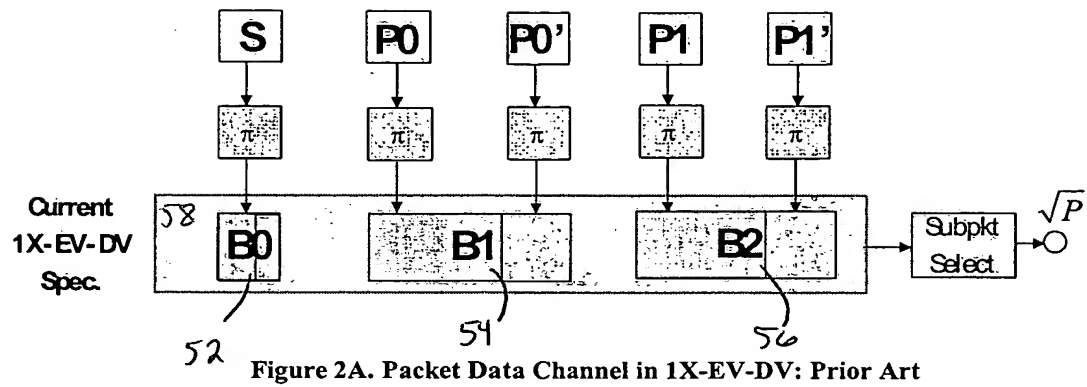 S P0 P0' P1 P1'
π π π π π
Current
1X-EV-DV
Spec.
58
B0 B1 B2
Subpkt
Select
√P
52 54 56
Figure 2A. Packet Data Channel in 1X-EV-DV: Prior Art